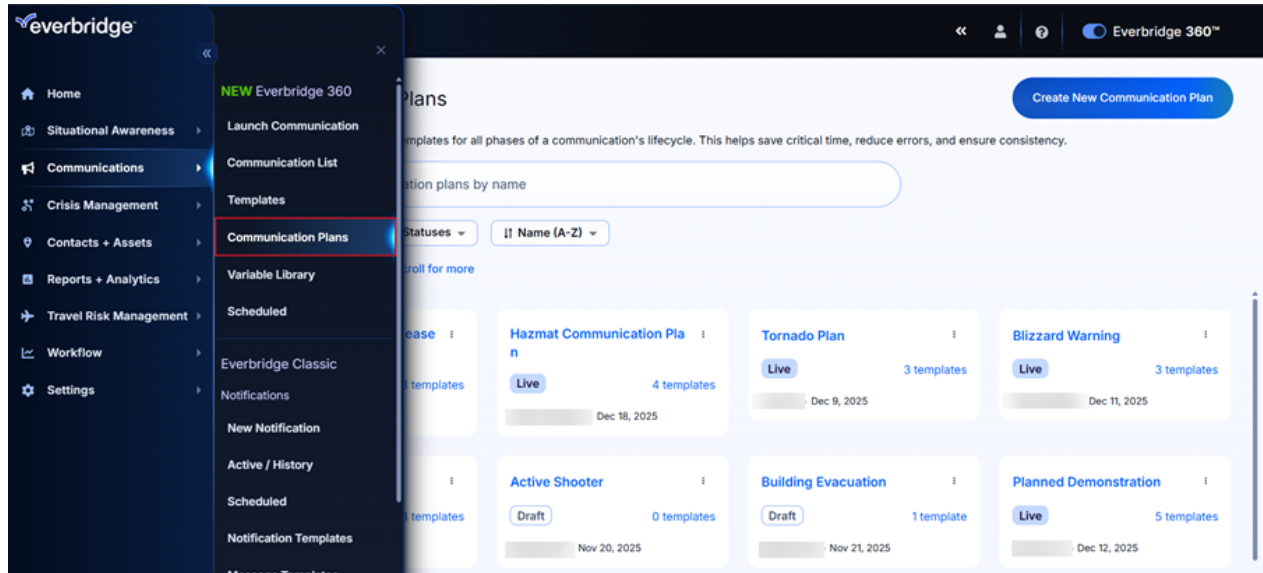 everbridge
Everbridge 360™
Home
Situational Awareness
Communications
Crisis Management
Contacts + Assets
Reports + Analytics
Travel Risk Management
Workflow
Settings
NEW Everbridge 360
Launch Communication
Communication List
Templates
Communication Plans
Variable Library
Scheduled
Everbridge Classic
Notifications
New Notification
Active / History
Scheduled
Notification Templates
Message Templates
Plans
Create New Communication Plan
templates for all phases of a communication's lifecycle. This helps save critical time, reduce errors, and ensure consistency.
plans by name
Statuses
Name (A-Z)
for more
Hazmat Communication Pla
n
Live
4 templates
Dec 18, 2025
Tornado Plan
Live
3 templates
Dec 9, 2025
Blizzard Warning
Live
3 templates
Dec 11, 2025
templates
Active Shooter
Draft
0 templates
Nov 20, 2025
Building Evacuation
Draft
1 template
Nov 21, 2025
Planned Demonstration
Live
5 templates
Dec 12, 2025
templates